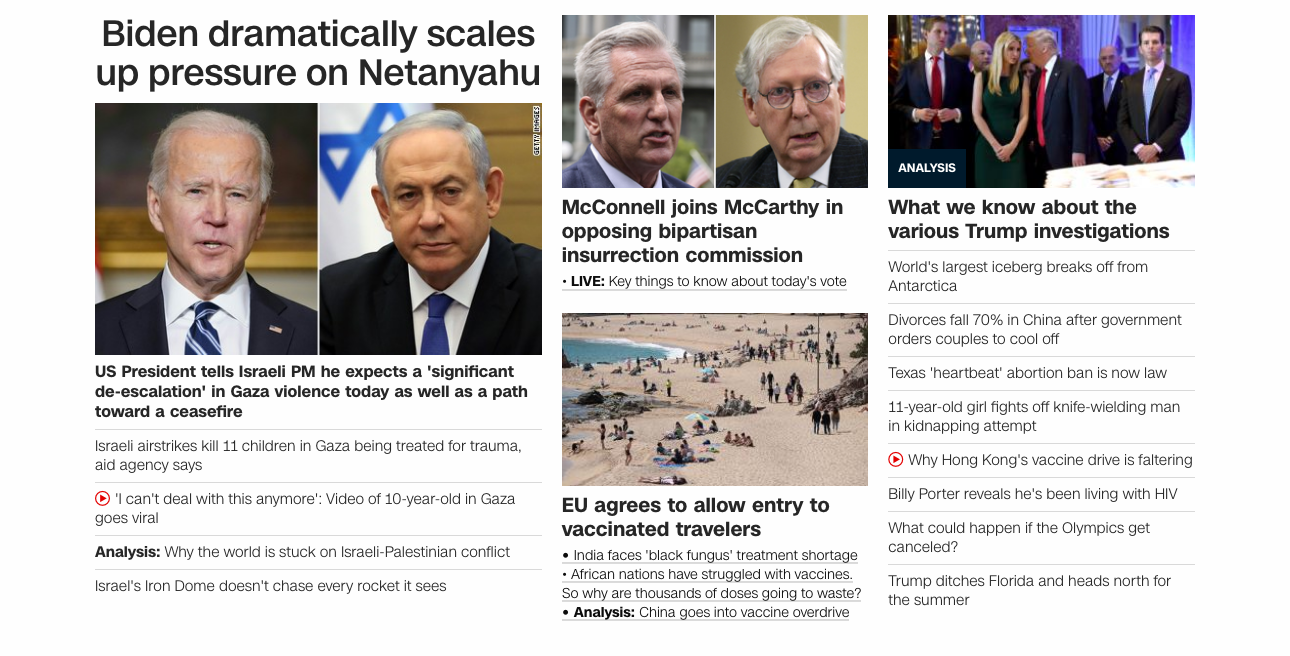 Biden dramatically scales
up pressure on Netanyahu
GETTY IMAGES
US President tells Israeli PM he expects a 'significant
de-escalation' in Gaza violence today as well as a path
toward a ceasefire
Israeli airstrikes kill 11 children in Gaza being treated for trauma,
aid agency says
'I can't deal with this anymore': Video of 10-year-old in Gaza
goes viral
Analysis: Why the world is stuck on Israeli-Palestinian conflict
Israel's Iron Dome doesn't chase every rocket it sees
McConnell joins McCarthy in
opposing bipartisan
insurrection commission
• LIVE: Key things to know about today's vote
EU agrees to allow entry to
vaccinated travelers
• India faces 'black fungus' treatment shortage
• African nations have struggled with vaccines.
So why are thousands of doses going to waste?
• Analysis: China goes into vaccine overdrive
ANALYSIS
What we know about the
various Trump investigations
World's largest iceberg breaks off from
Antarctica
Divorces fall 70% in China after government
orders couples to cool off
Texas 'heartbeat' abortion ban is now law
11-year-old girl fights off knife-wielding man
in kidnapping attempt
Why Hong Kong's vaccine drive is faltering
Billy Porter reveals he's been living with HIV
What could happen if the Olympics get
canceled?
Trump ditches Florida and heads north for
the summer